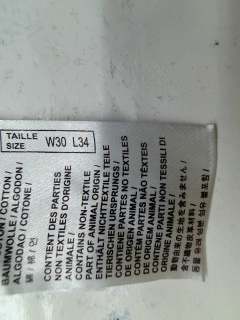 TAILLE
SIZE
W30 L34
BAUMWOLLE / COTTON /
ALGODÃO / COTONE /
綿 / 棉 / 면
CONTIENT DES PARTIES
NON TEXTILES D'ORIGINE
ANIMALE /
CONTAINS NON-TEXTILE
PART OF ANIMAL ORIGIN /
ENTHÄLT NICHTTEXTILE TEILE
TIERISCHEN URSPRUNGS /
CONTIENE PARTES NO TEXTILES
DE ORIGEN ANIMAL /
CONTÉM PARTES NÃO TÊXTEIS
DE ORIGEM ANIMAL /
CONTIENE PARTI NON TESSILI DI
ORIGINE ANIMALE /